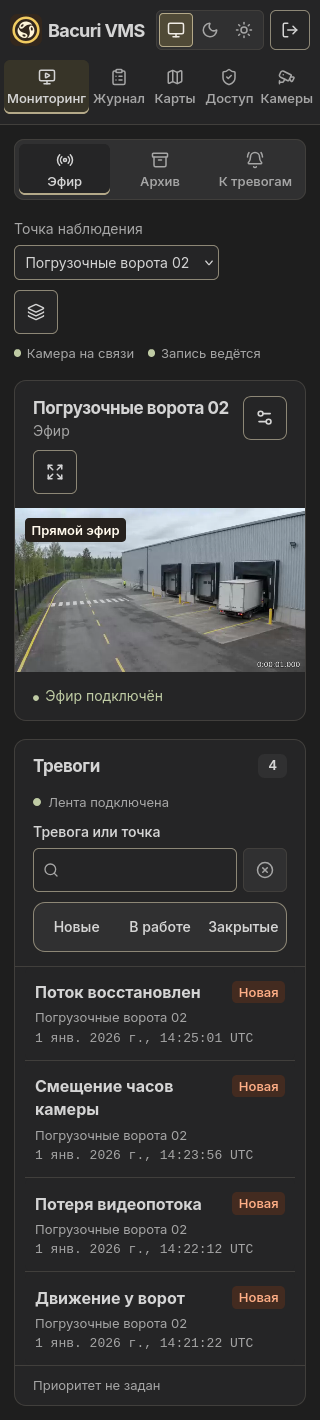 Bacuri VMS
Мониторинг Журнал Карты Доступ Камеры
Эфир Архив К тревогам
Точка наблюдения
Погрузочные ворота 02
Камера на связи Запись ведётся
Погрузочные ворота 02
Эфир
Прямой эфир
0:00 01.000
Эфир подключён
Тревоги 4
Лента подключена
Тревога или точка
Новые В работе Закрытые
Поток восстановлен Новая
Погрузочные ворота 02
1 янв. 2026 г., 14:25:01 UTC
Смещение часов Новая
камеры
Погрузочные ворота 02
1 янв. 2026 г., 14:23:56 UTC
Потеря видеопотока Новая
Погрузочные ворота 02
1 янв. 2026 г., 14:22:12 UTC
Движение у ворот Новая
Погрузочные ворота 02
1 янв. 2026 г., 14:21:22 UTC
Приоритет не задан